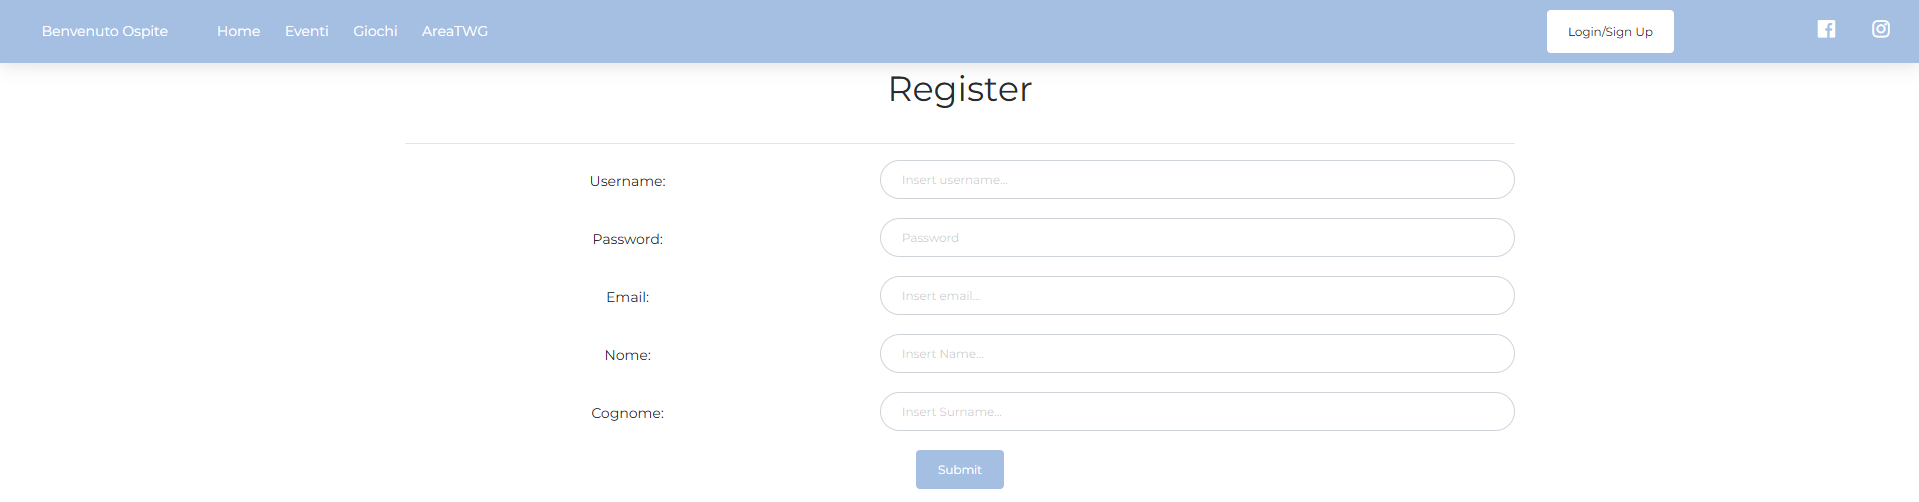 Benvenuto Ospite Home Eventi Giochi AreaTWG Login/Sign Up
Register
Username: Insert username...
Password: Password
Email: Insert email...
Nome: Insert Name...
Cognome: Insert Surname...
Submit